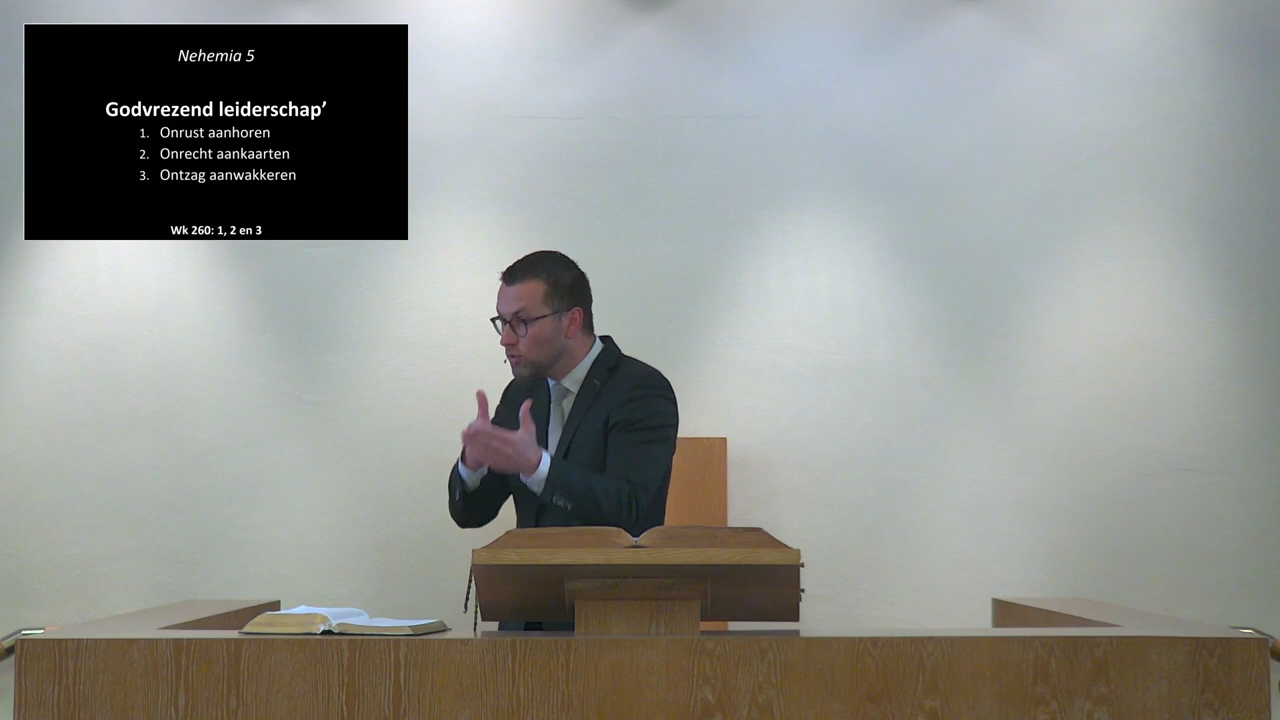 Nehemia 5
Godvrezend leiderschap’
1. Onrust aanhoren
2. Onrecht aankaarten
3. Ontzag aanwakkeren
Wk 260: 1, 2 en 3